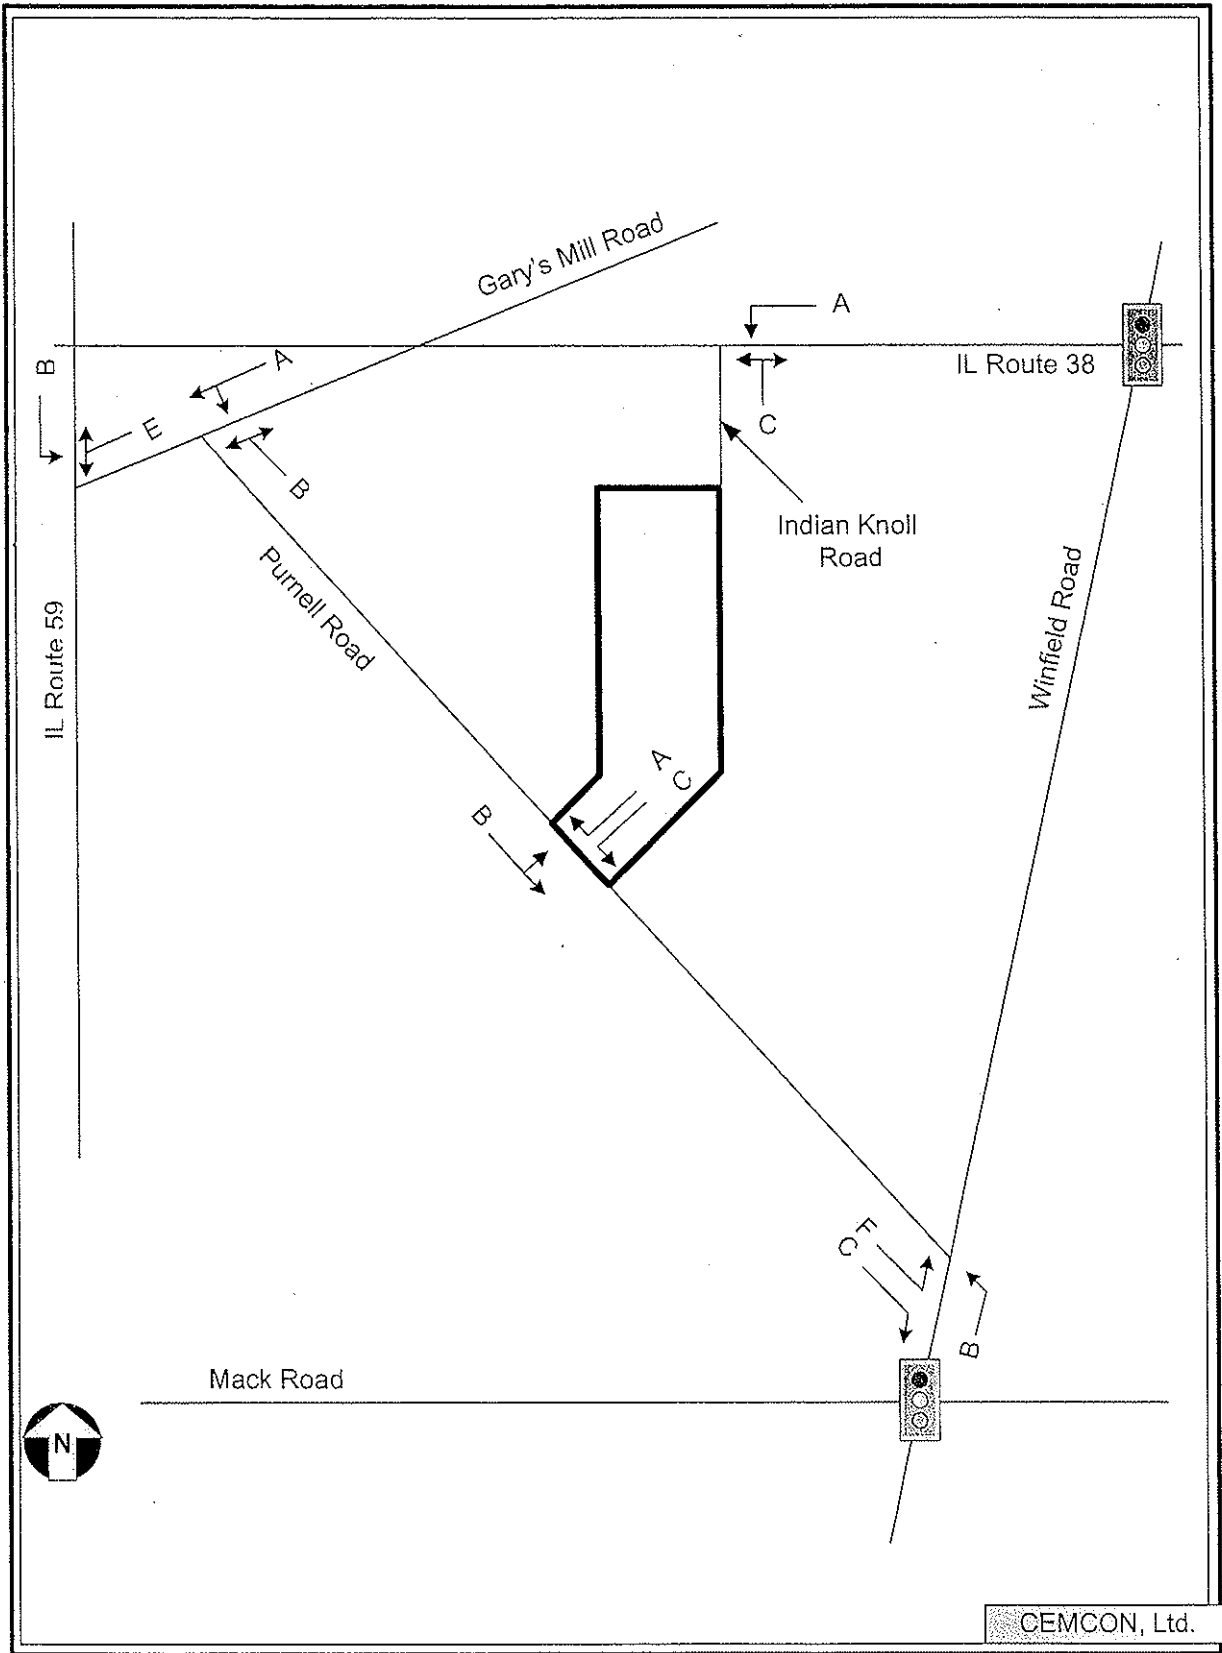 Gary's Mill Road
A
IL Route 38
B
A
E
C
B
Indian Knoll
Road
Purnell Road
Winfield Road
IL Route 59
A
C
B
F
C
B
Mack Road
N
CEMCON, Ltd.